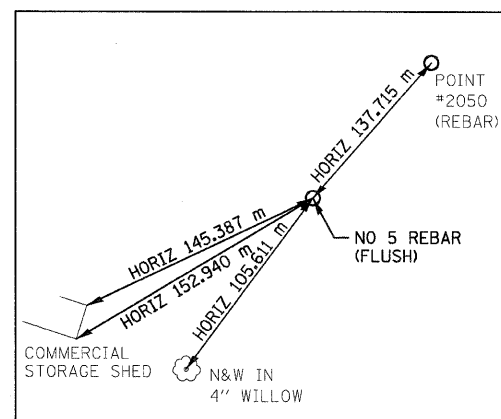 HORIZ 137.715 m
POINT
#2050
(REBAR)
HORIZ 145.387 m
HORIZ 152.940 m
HORIZ 105.611 m
NO 5 REBAR
(FLUSH)
COMMERCIAL
STORAGE SHED
N&W IN
4" WILLOW